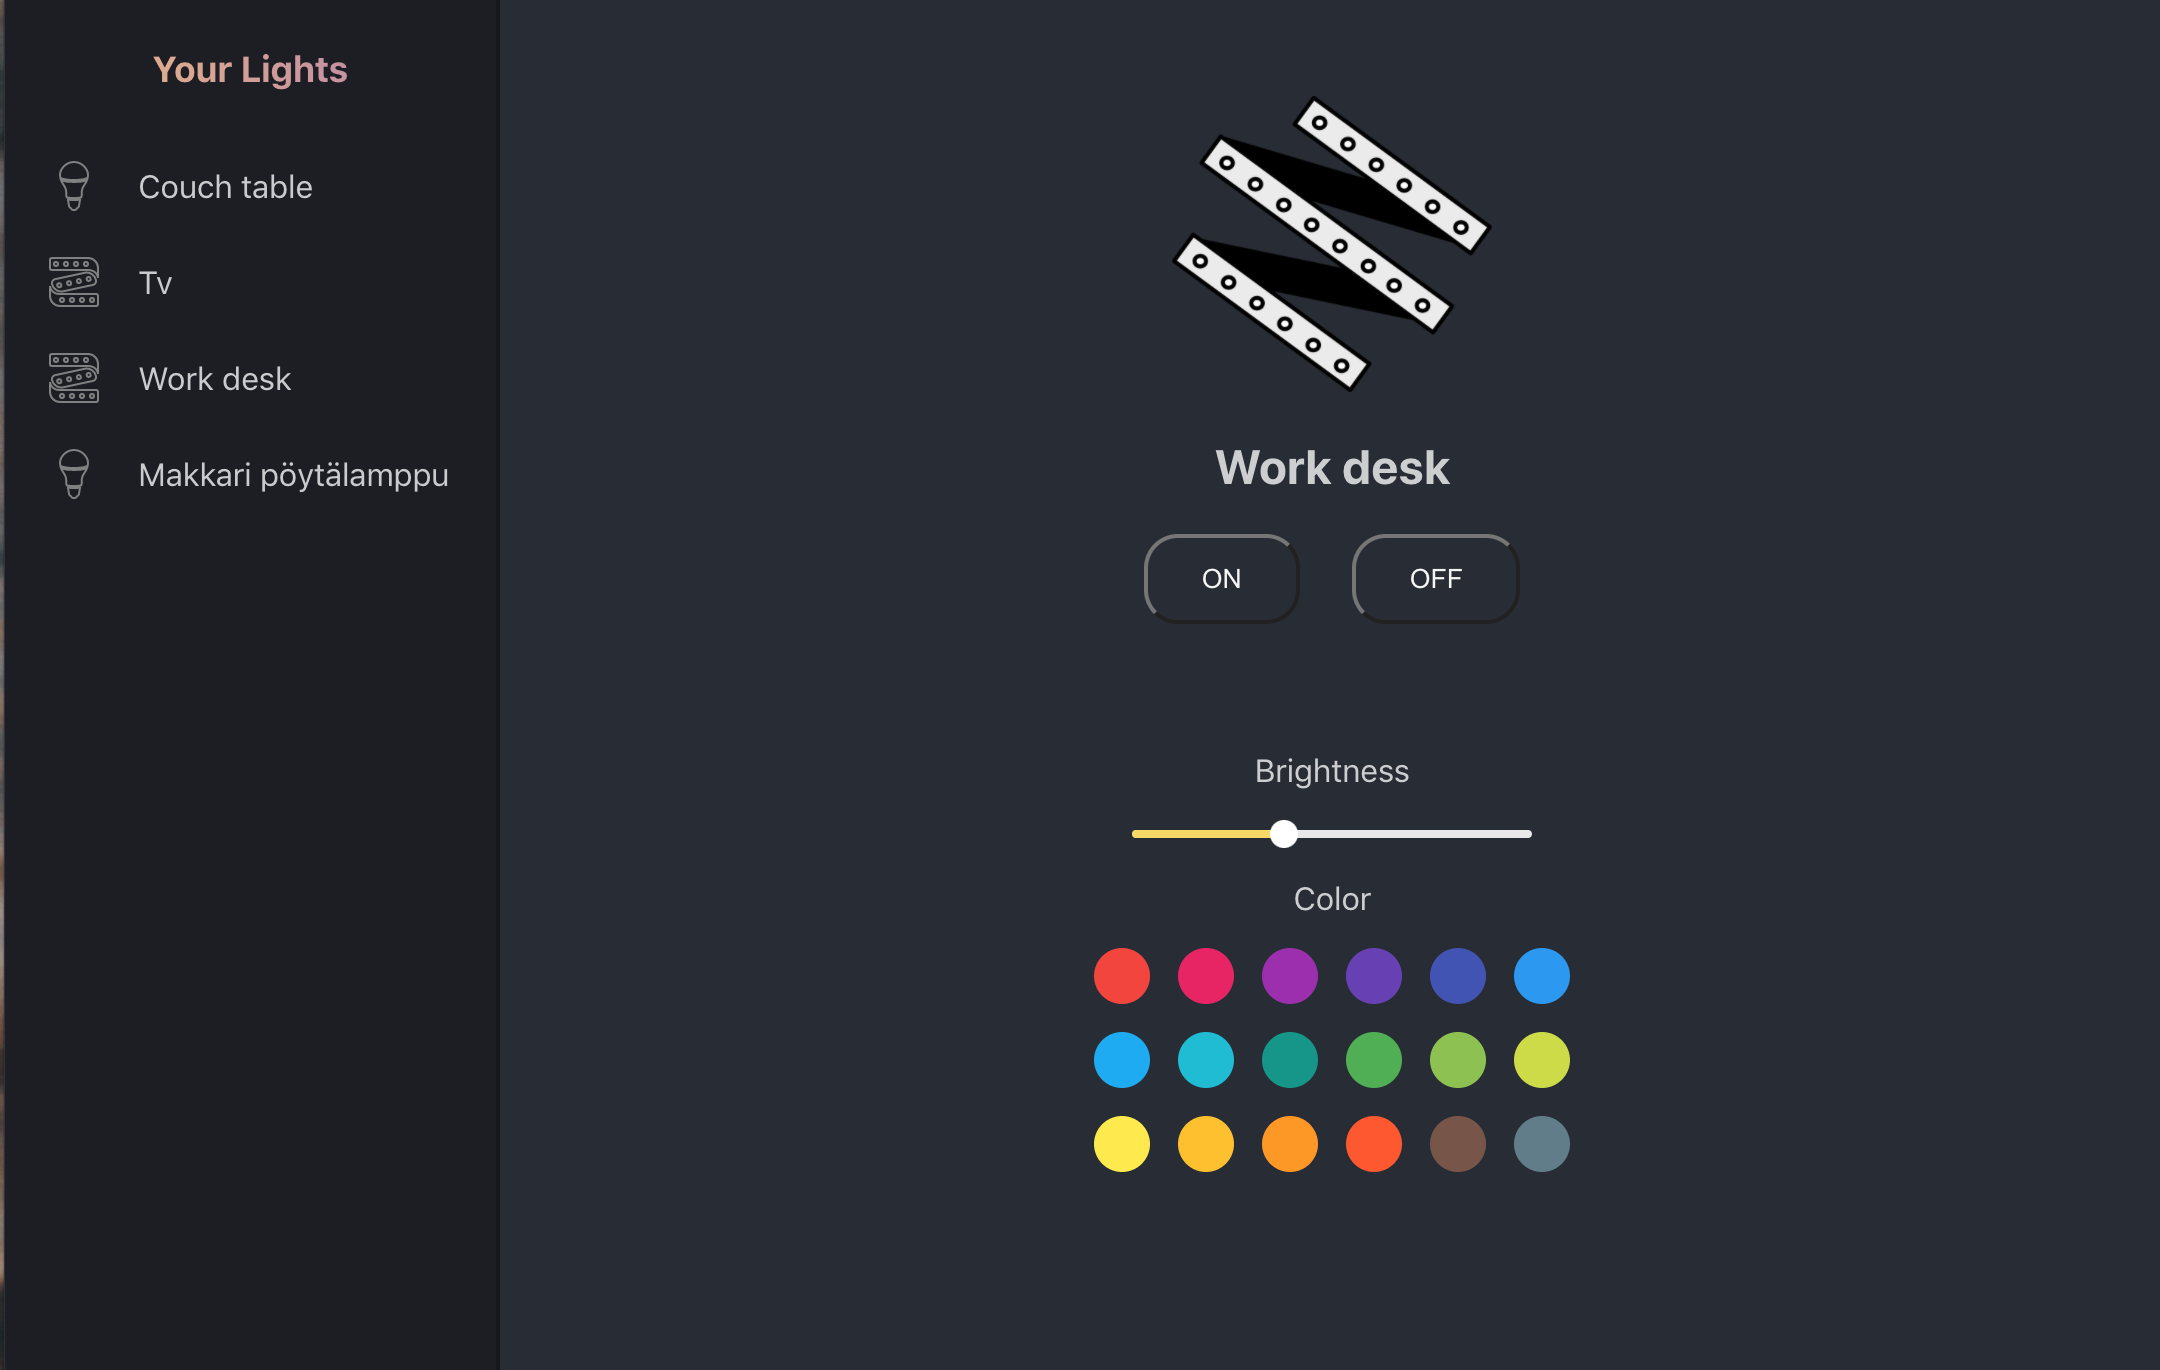 Your Lights
Couch table
Tv
Work desk
Makkari pöytälamppu
Work desk
ON
OFF
Brightness
Color